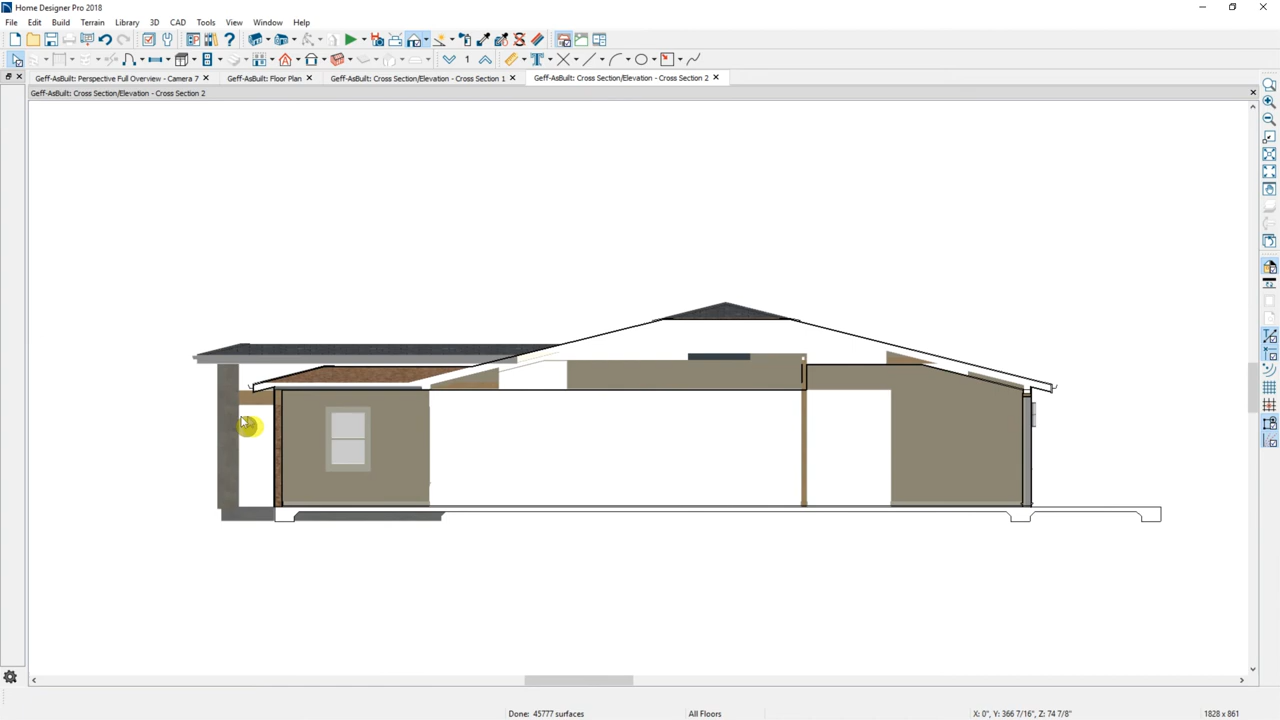 Home Designer Pro 2018
File Edit Build Terrain Library 3D CAD Tools View Window Help
1
Geff-AsBuilt: Perspective Full Overview - Camera 7 Geff-AsBuilt: Floor Plan Geff-AsBuilt: Cross Section/Elevation - Cross Section 1 Geff-AsBuilt: Cross Section/Elevation - Cross Section 2
Geff-AsBuilt: Cross Section/Elevation - Cross Section 2
Done: 45777 surfaces All Floors X: 0", Y: 366 7/16", Z: 74 7/8" 1828 x 861